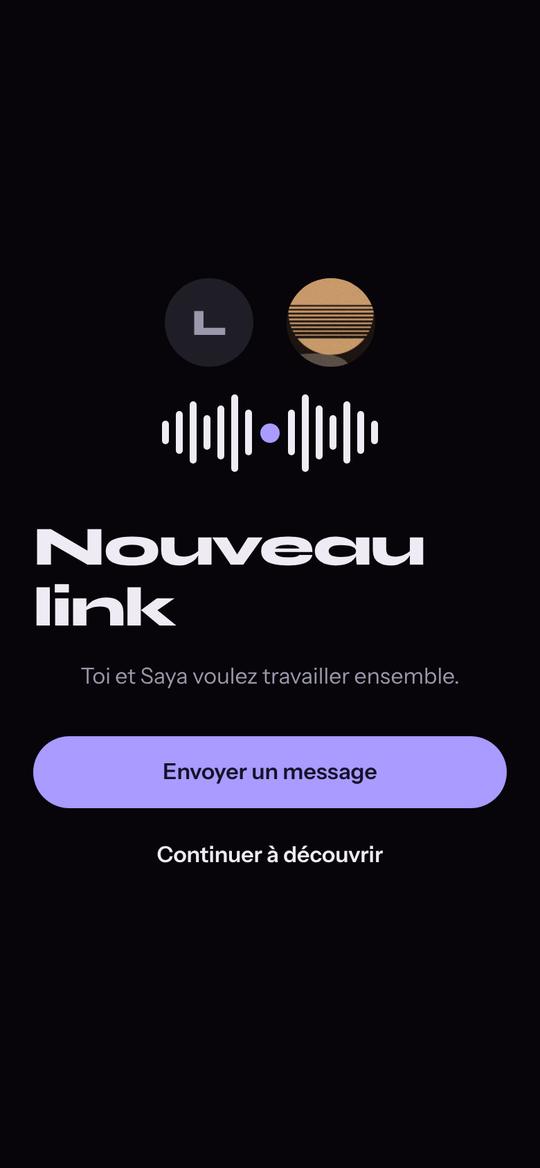 L
Nouveau
link
Toi et Saya voulez travailler ensemble.
Envoyer un message
Continuer à découvrir